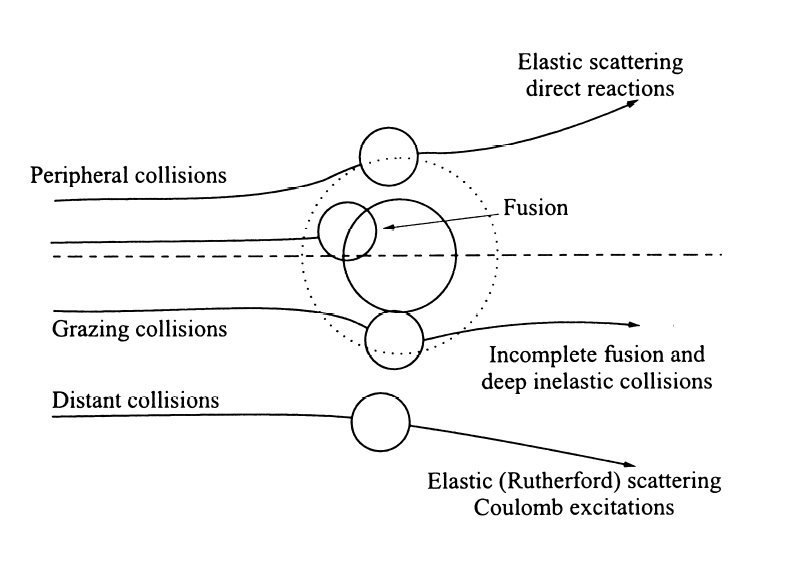 Elastic scattering
direct reactions
Peripheral collisions
Fusion
Grazing collisions
Incomplete fusion and
deep inelastic collisions
Distant collisions
Elastic (Rutherford) scattering
Coulomb excitations